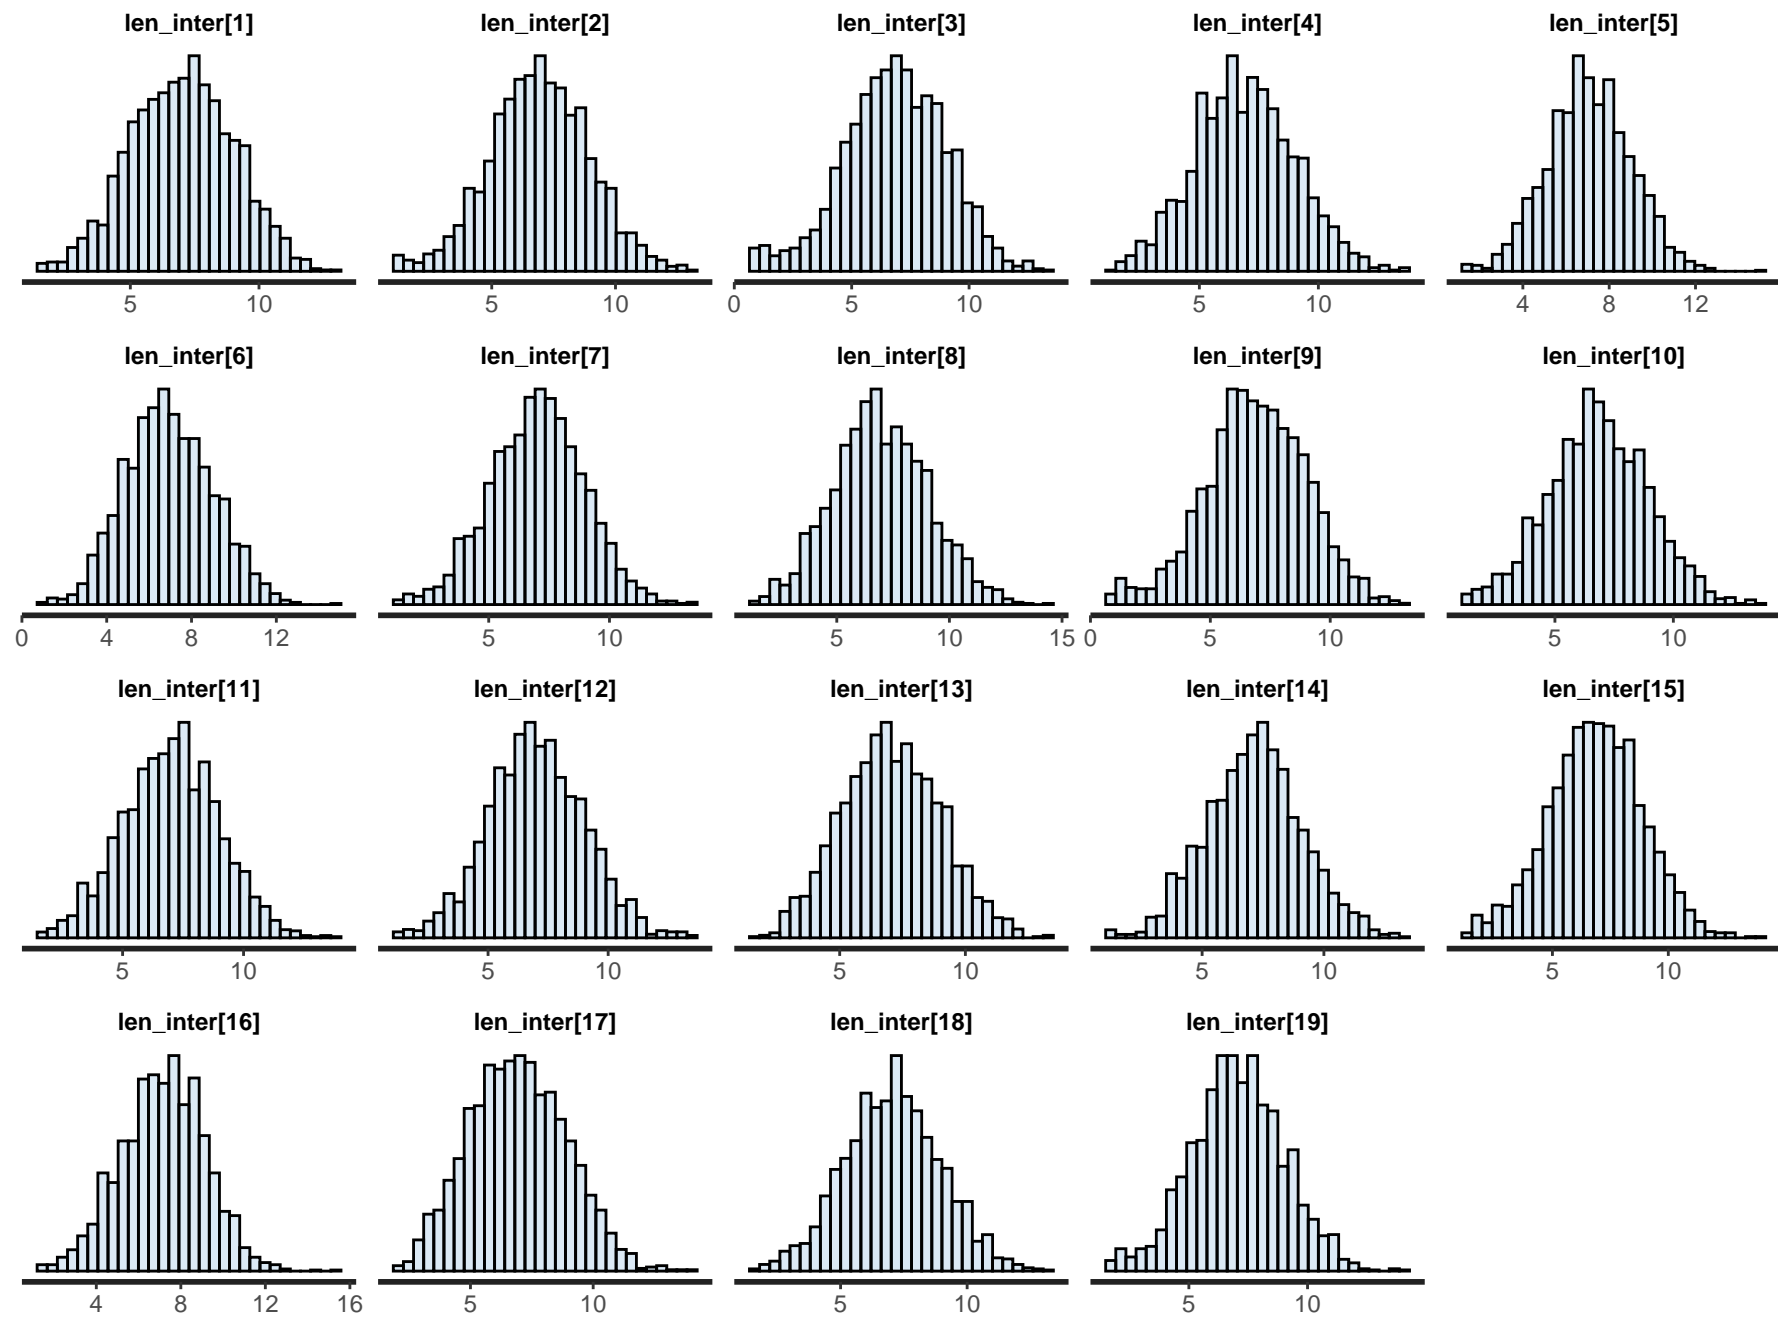 len_inter[1] len_inter[2] len_inter[3] len_inter[4] len_inter[5]
5 10 5 10 0 5 10 5 10 4 8 12
len_inter[6] len_inter[7] len_inter[8] len_inter[9] len_inter[10]
0 4 8 12 5 10 5 10 15 0 5 10 5 10
len_inter[11] len_inter[12] len_inter[13] len_inter[14] len_inter[15]
5 10 5 10 5 10 5 10 5 10
len_inter[16] len_inter[17] len_inter[18] len_inter[19]
4 8 12 16 5 10 5 10 5 10